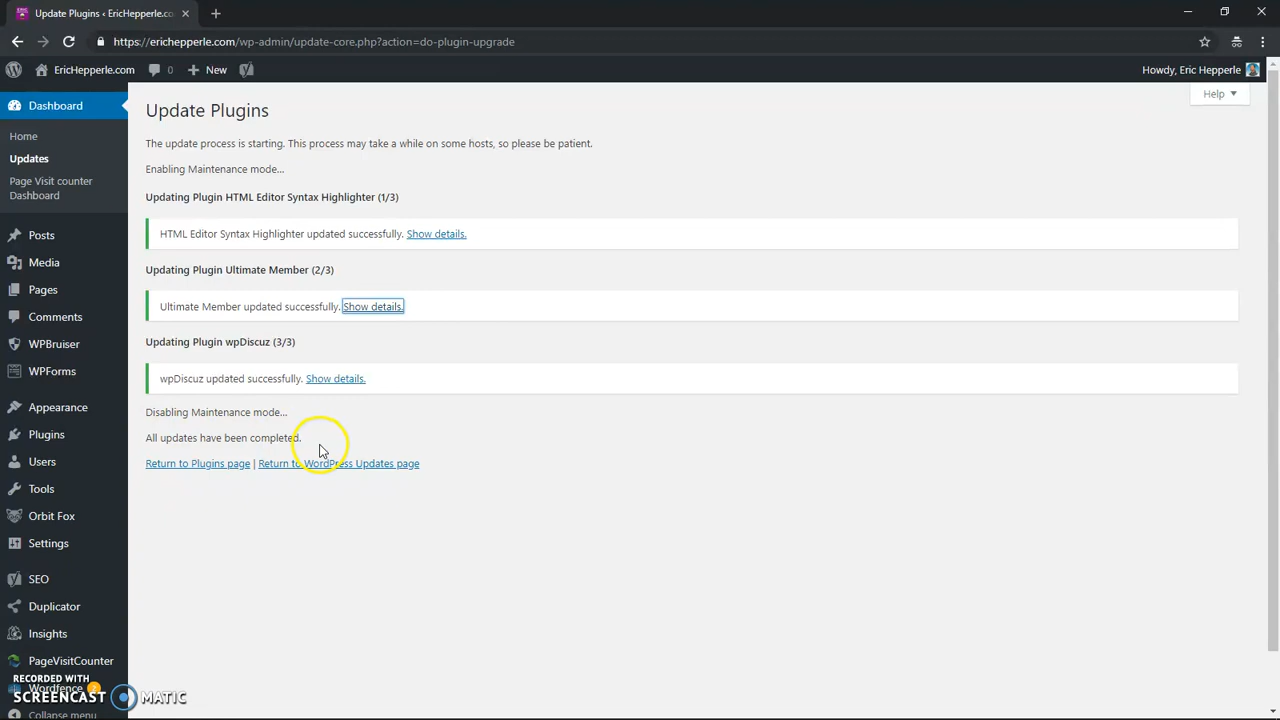 Update Plugins ‹ EricHepperle.co
https://erichepperle.com/wp-admin/update-core.php?action=do-plugin-upgrade
EricHepperle.com 0 New Howdy, Eric Hepperle
Dashboard
Home
Updates
Page Visit counter
Dashboard
Posts
Media
Pages
Comments
WPBruiser
WPForms
Appearance
Plugins
Users
Tools
Orbit Fox
Settings
SEO
Duplicator
Insights
PageVisitCounter
Wordfence 2
Collapse menu
Help
Update Plugins
The update process is starting. This process may take a while on some hosts, so please be patient.
Enabling Maintenance mode...
Updating Plugin HTML Editor Syntax Highlighter (1/3)
HTML Editor Syntax Highlighter updated successfully. Show details.
Updating Plugin Ultimate Member (2/3)
Ultimate Member updated successfully. Show details.
Updating Plugin wpDiscuz (3/3)
wpDiscuz updated successfully. Show details.
Disabling Maintenance mode...
All updates have been completed.
Return to Plugins page | Return to WordPress Updates page
RECORDED WITH
SCREENCAST MATIC